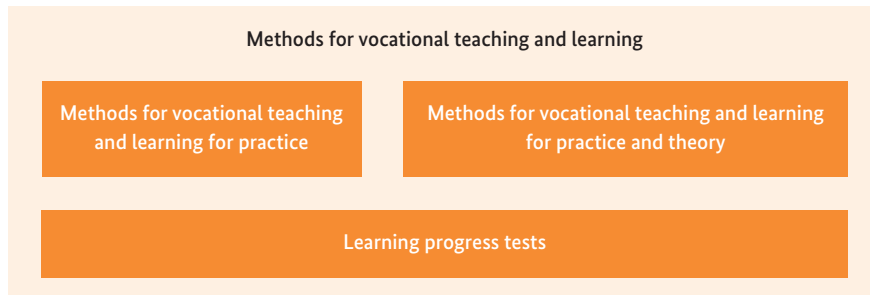 Methods for vocational teaching and learning
Methods for vocational teaching
and learning for practice
Methods for vocational teaching and learning
for practice and theory
Learning progress tests